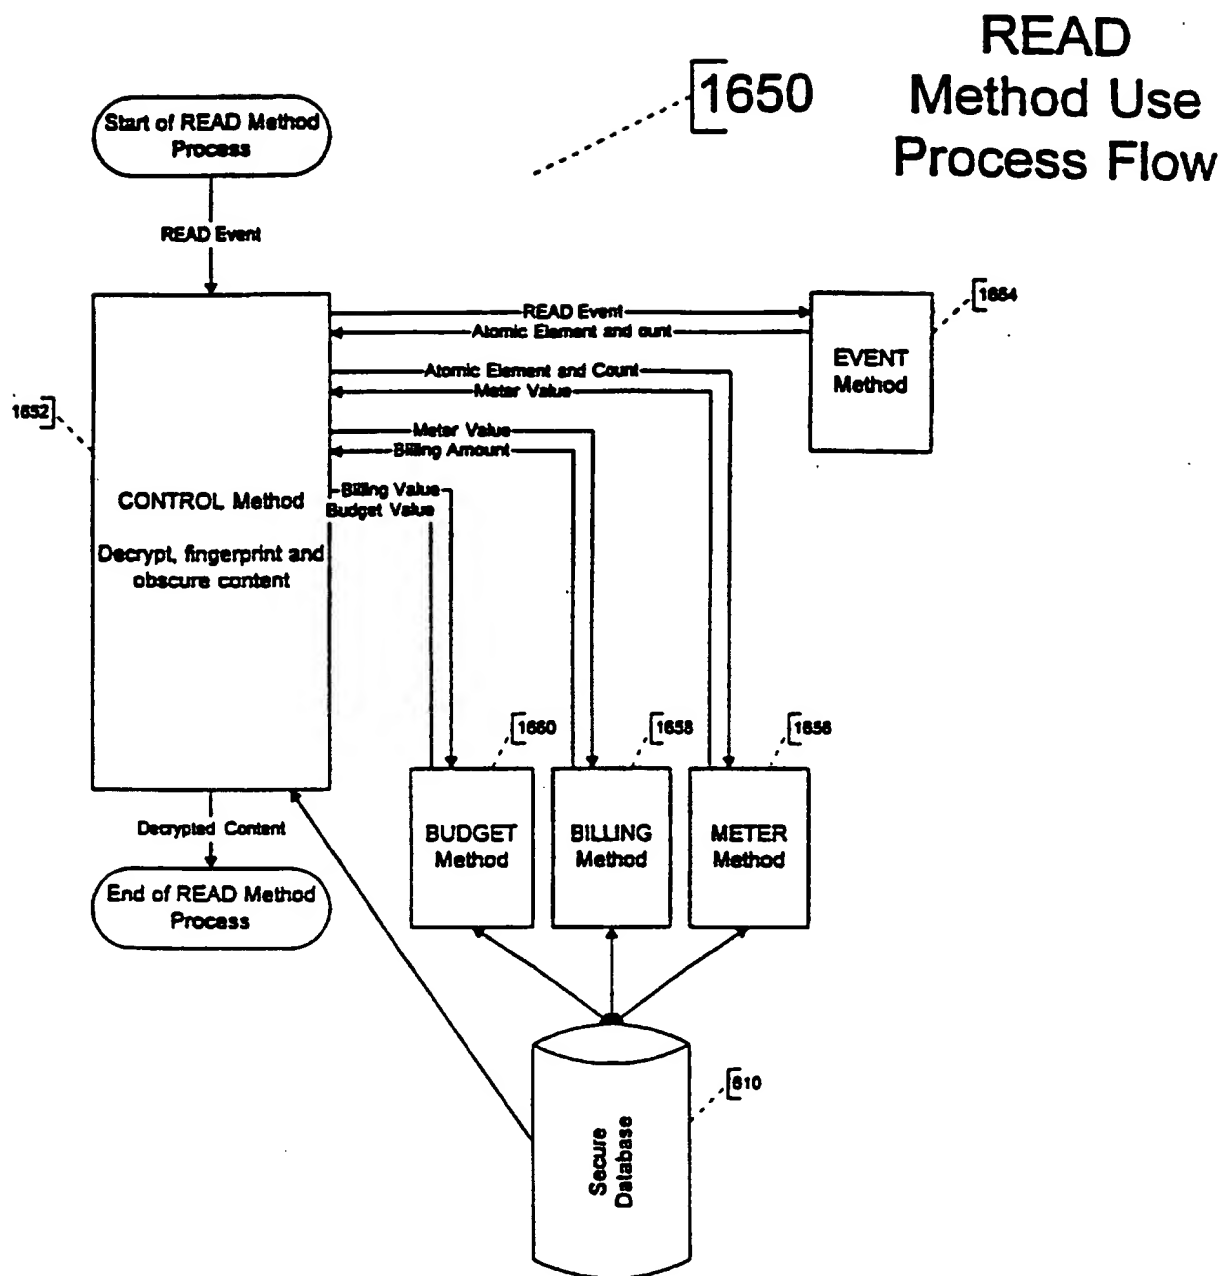 READ
Method Use
Process Flow
1650
Start of READ Method
Process
READ Event
READ Event
Atomic Element and ount
1654
EVENT
Method
Atomic Element and Count
Meter Value
1652
Meter Value
Billing Amount
Billing Value
Budget Value
CONTROL Method
Decrypt, fingerprint and
obscure content
1660
1658
1656
BUDGET
Method
BILLING
Method
METER
Method
Decrypted Content
End of READ Method
Process
610
Secure
Database